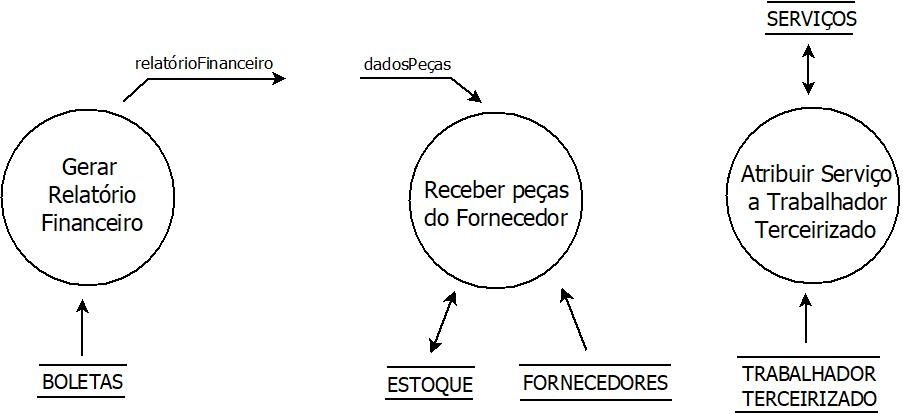 SERVIÇOS
relatórioFinanceiro
dadosPeças
Gerar
Relatório
Financeiro
Receber peças
do Fornecedor
Atribuir Serviço
a Trabalhador
Terceirizado
BOLETAS
ESTOQUE
FORNECEDORES
TRABALHADOR
TERCEIRIZADO